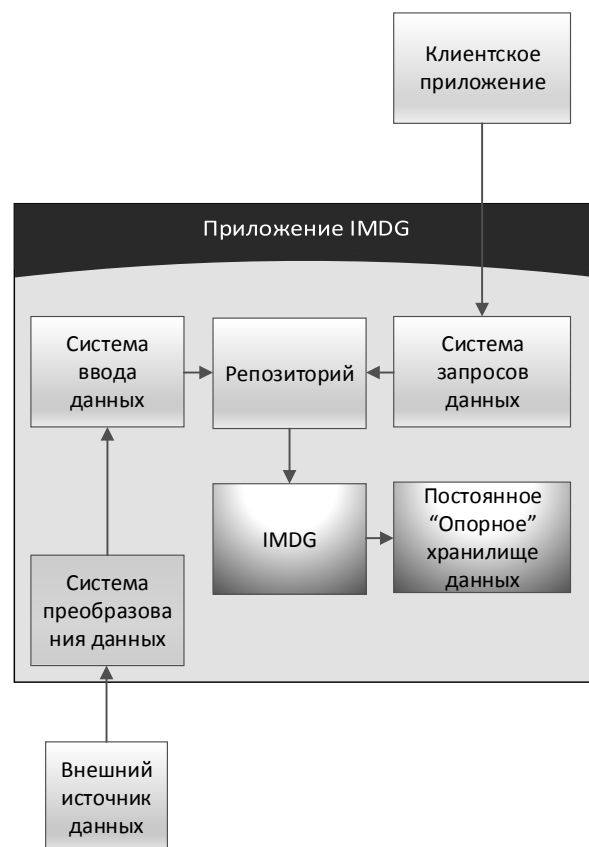 Клиентское
приложение
Приложение IMDG
Система
ввода
данных
Репозиторий
Система
запросов
данных
IMDG
Постоянное
“Опорное”
хранилище
данных
Система
преобразова
ния данных
Внешний
источник
данных